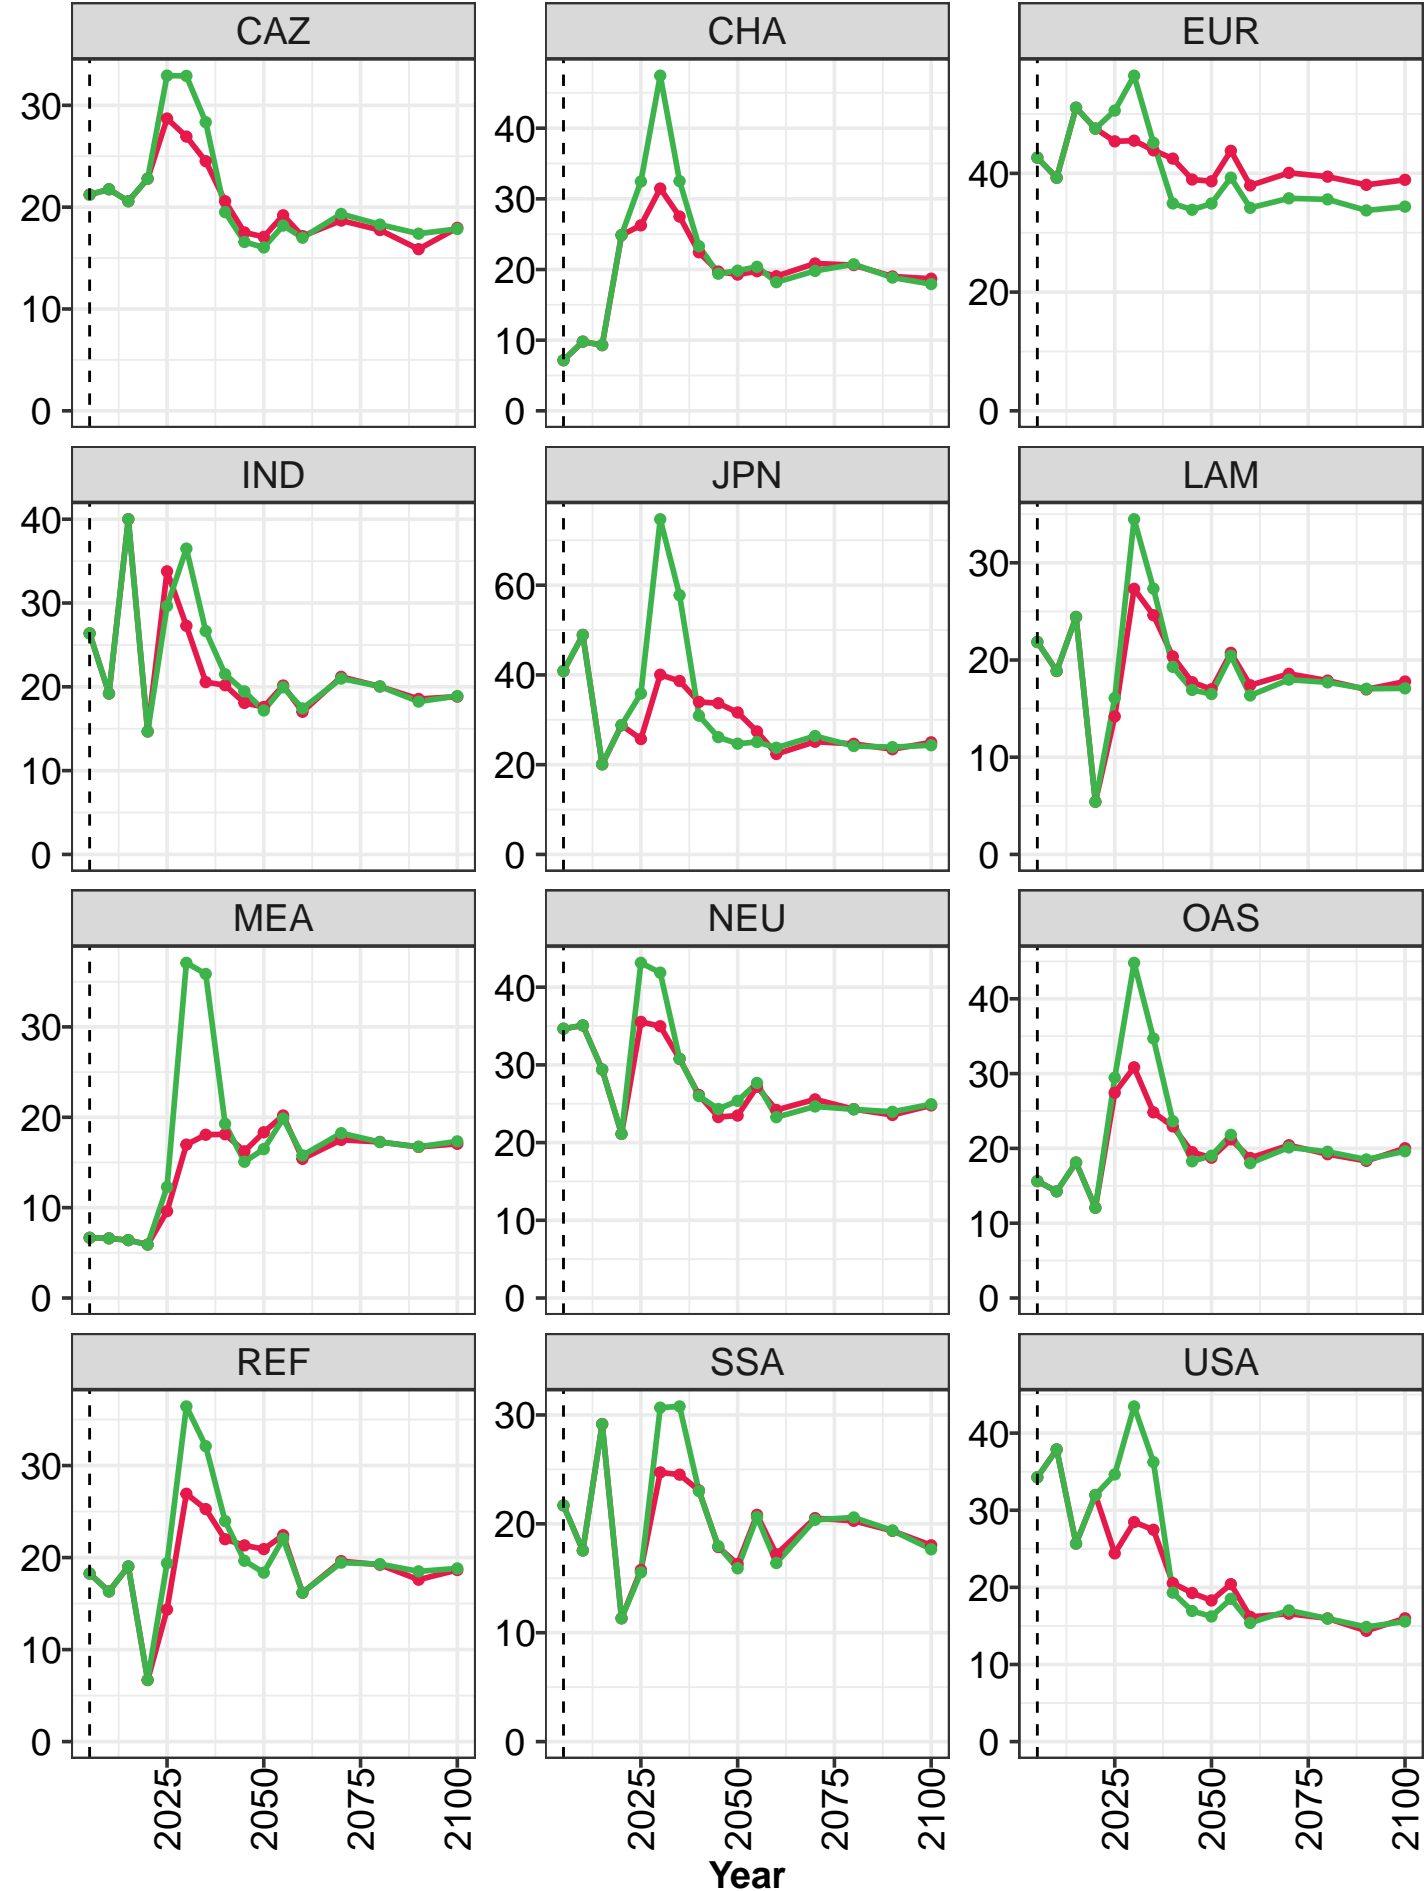 CAZ CHA EUR
30 40 40
20 30 20
10 20 0
0 10
0
IND JPN LAM
40 60 30
30 40 20
20 20 10
10 0 0
0
MEA NEU OAS
30 40 40
20 30 30
10 20 20
0 10 10
0 0
REF SSA USA
30 30 40
20 20 30
10 10 20
0 0 10
0
2025 2050 2075 2100 2025 2050 2075 2100 2025 2050 2075 2100
Year